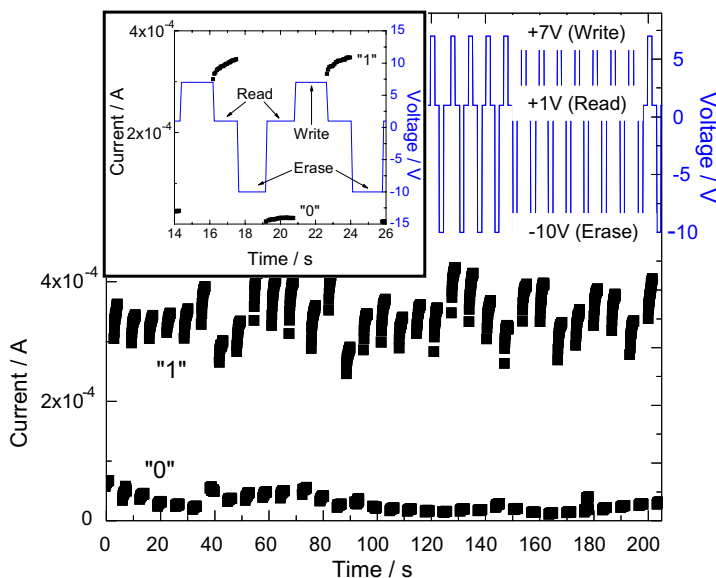 4x10⁻⁴
2x10⁻⁴
Current / A
Read
Write
Erase
"1"
"0"
15
10
5
0
-5
-10
-15
Voltage / V
14 16 18 20 22 24 26
Time / s
+7V (Write)
+1V (Read)
-10V (Erase)
5
0
-5
-10
Voltage / V
4x10⁻⁴
2x10⁻⁴
0
Current / A
"1"
"0"
0 20 40 60 80 100 120 140 160 180 200
Time / s